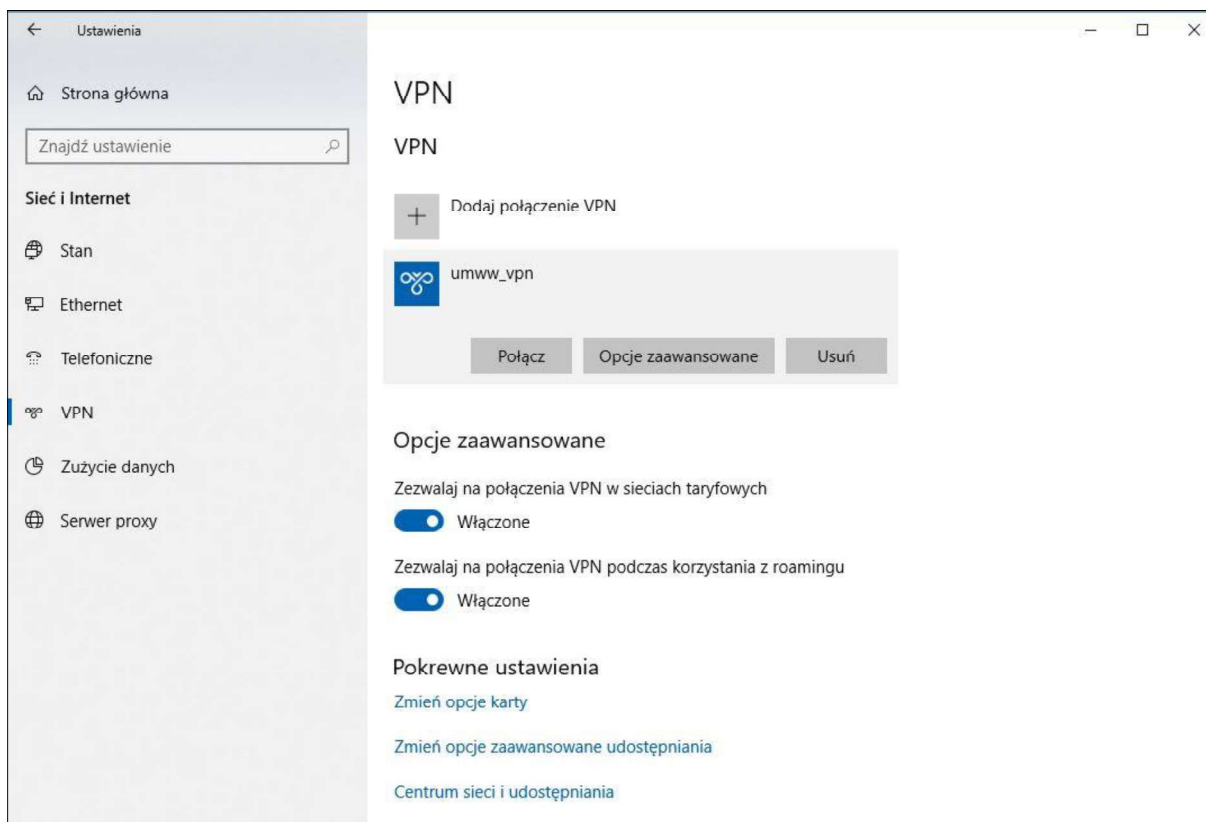 Ustawienia
Strona główna
Znajdź ustawienie
Sieć i Internet
Stan
Ethernet
Telefoniczne
VPN
Zużycie danych
Serwer proxy
VPN
VPN
Dodaj połączenie VPN
umww_vpn
Połącz Opcje zaawansowane Usuń
Opcje zaawansowane
Zezwalaj na połączenia VPN w sieciach taryfowych
Włączone
Zezwalaj na połączenia VPN podczas korzystania z roamingu
Włączone
Pokrewne ustawienia
Zmień opcje karty
Zmień opcje zaawansowane udostępniania
Centrum sieci i udostępniania